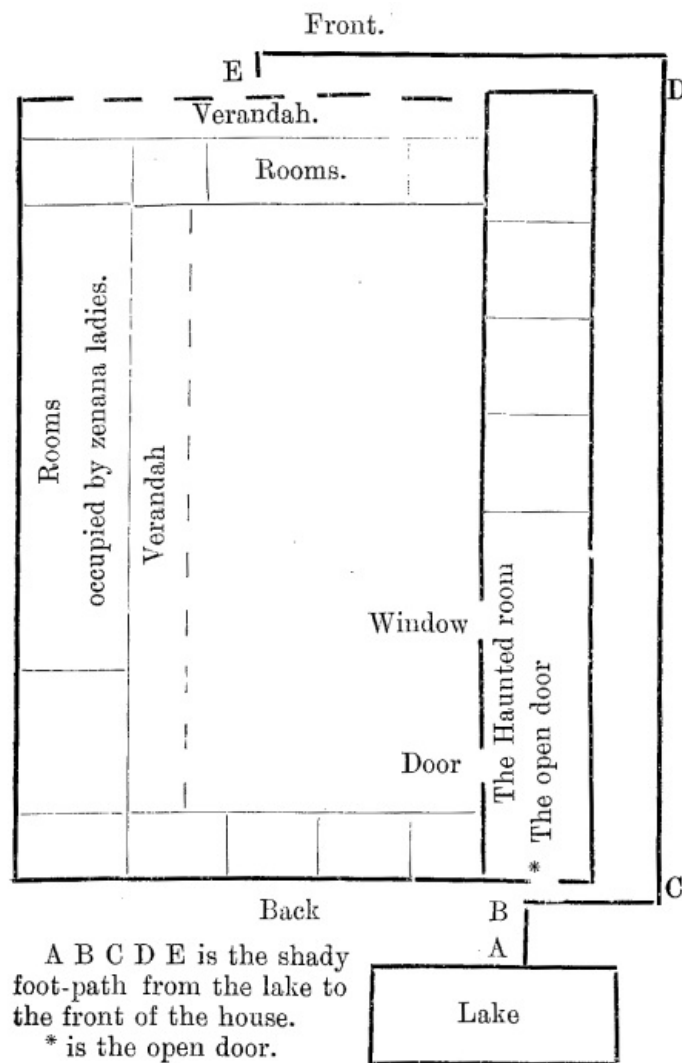 Front.
E
D
Verandah.
Rooms.
Rooms
occupied by zenana ladies.
Verandah
Window
The Haunted room
Door
* The open door
C
Back
B
A
A B C D E is the shady
foot-path from the lake to
the front of the house.
* is the open door.
Lake